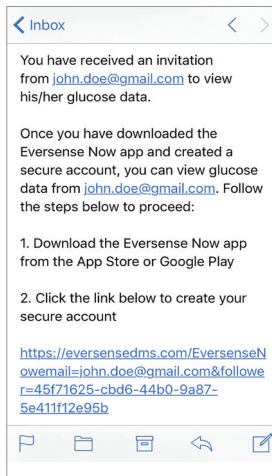 Inbox
You have received an invitation
from john.doe@gmail.com to view
his/her glucose data.
Once you have downloaded the
Eversense Now app and created a
secure account, you can view glucose
data from john.doe@gmail.com. Follow
the steps below to proceed:
1. Download the Eversense Now app
from the App Store or Google Play
2. Click the link below to create your
secure account
https://eversensedms.com/EversenseN
owemail=john.doe@gmail.com&followe
r=45f71625-cbd6-44b0-9a87-
5e411f12e95b